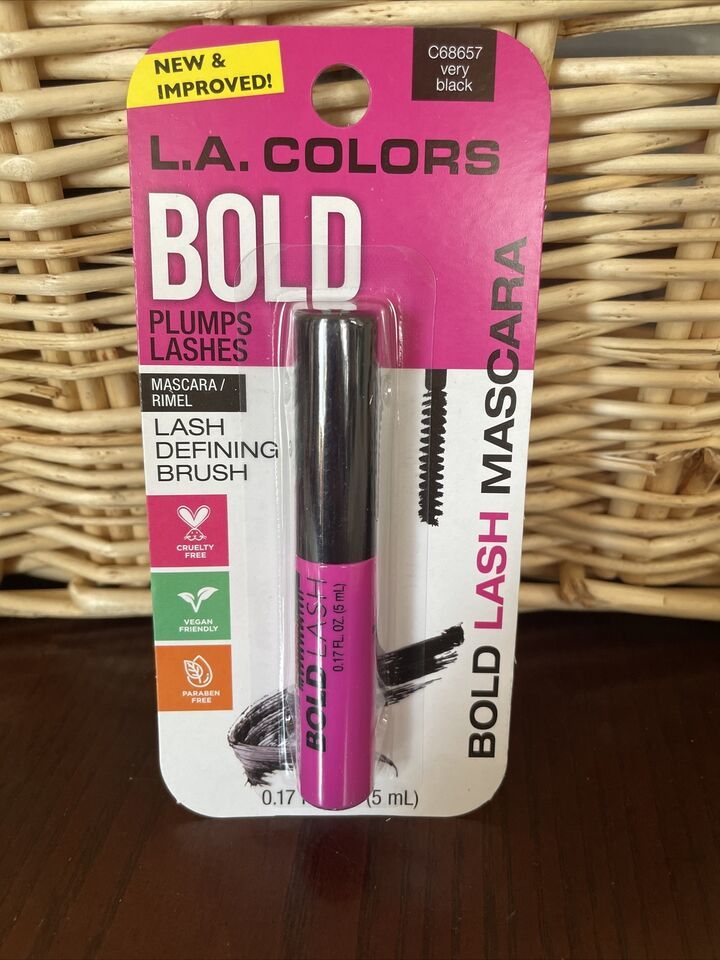 NEW &
IMPROVED!
C68657
very
black
L.A. COLORS
BOLD
PLUMPS
LASHES
MASCARA/
RIMEL
LASH
DEFINING
BRUSH
CRUELTY
FREE
VEGAN
FRIENDLY
PARABEN
FREE
BOLD LASH
0.17 FL OZ. (5 mL)
BOLD LASH MASCARA
0.17 (5 mL)